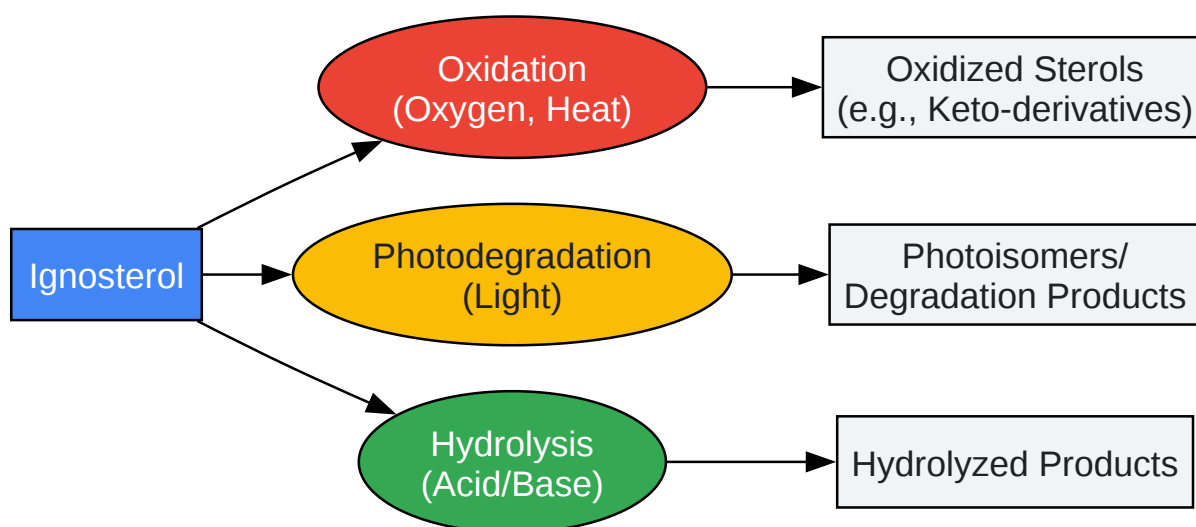 Ignosterol
Oxidation
(Oxygen, Heat)
Oxidized Sterols
(e.g., Keto-derivatives)
Photodegradation
(Light)
Photoisomers/
Degradation Products
Hydrolysis
(Acid/Base)
Hydrolyzed Products